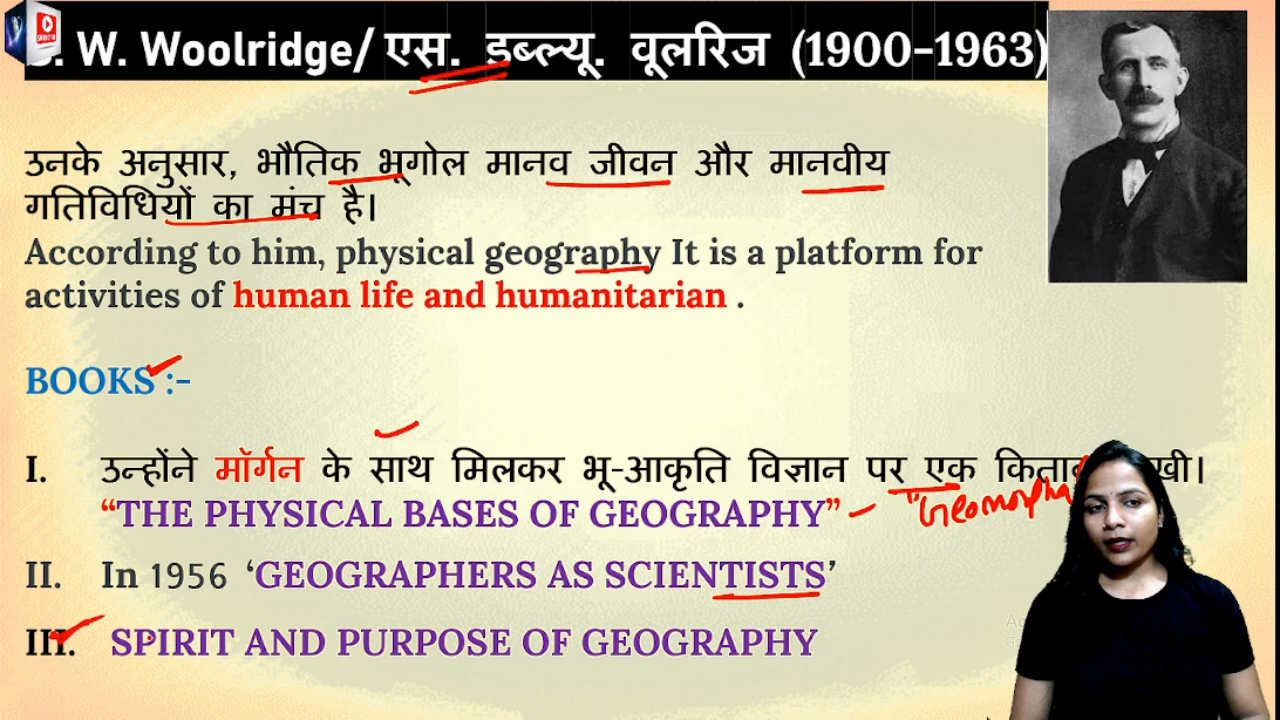 . W. Woolridge/ एस. डब्ल्यू. वूलरिज (1900-1963)
उनके अनुसार, भौतिक भूगोल मानव जीवन और मानवीय
गतिविधियों का मंच है।
According to him, physical geography It is a platform for
activities of human life and humanitarian .
BOOKS :-
I. उन्होंने मॉर्गन के साथ मिलकर भू-आकृति विज्ञान पर एक
“THE PHYSICAL BASES OF GEOGRAPHY”
II. In 1956 ‘GEOGRAPHERS AS SCIENTISTS’
III. SPIRIT AND PURPOSE OF GEOGRAPHY